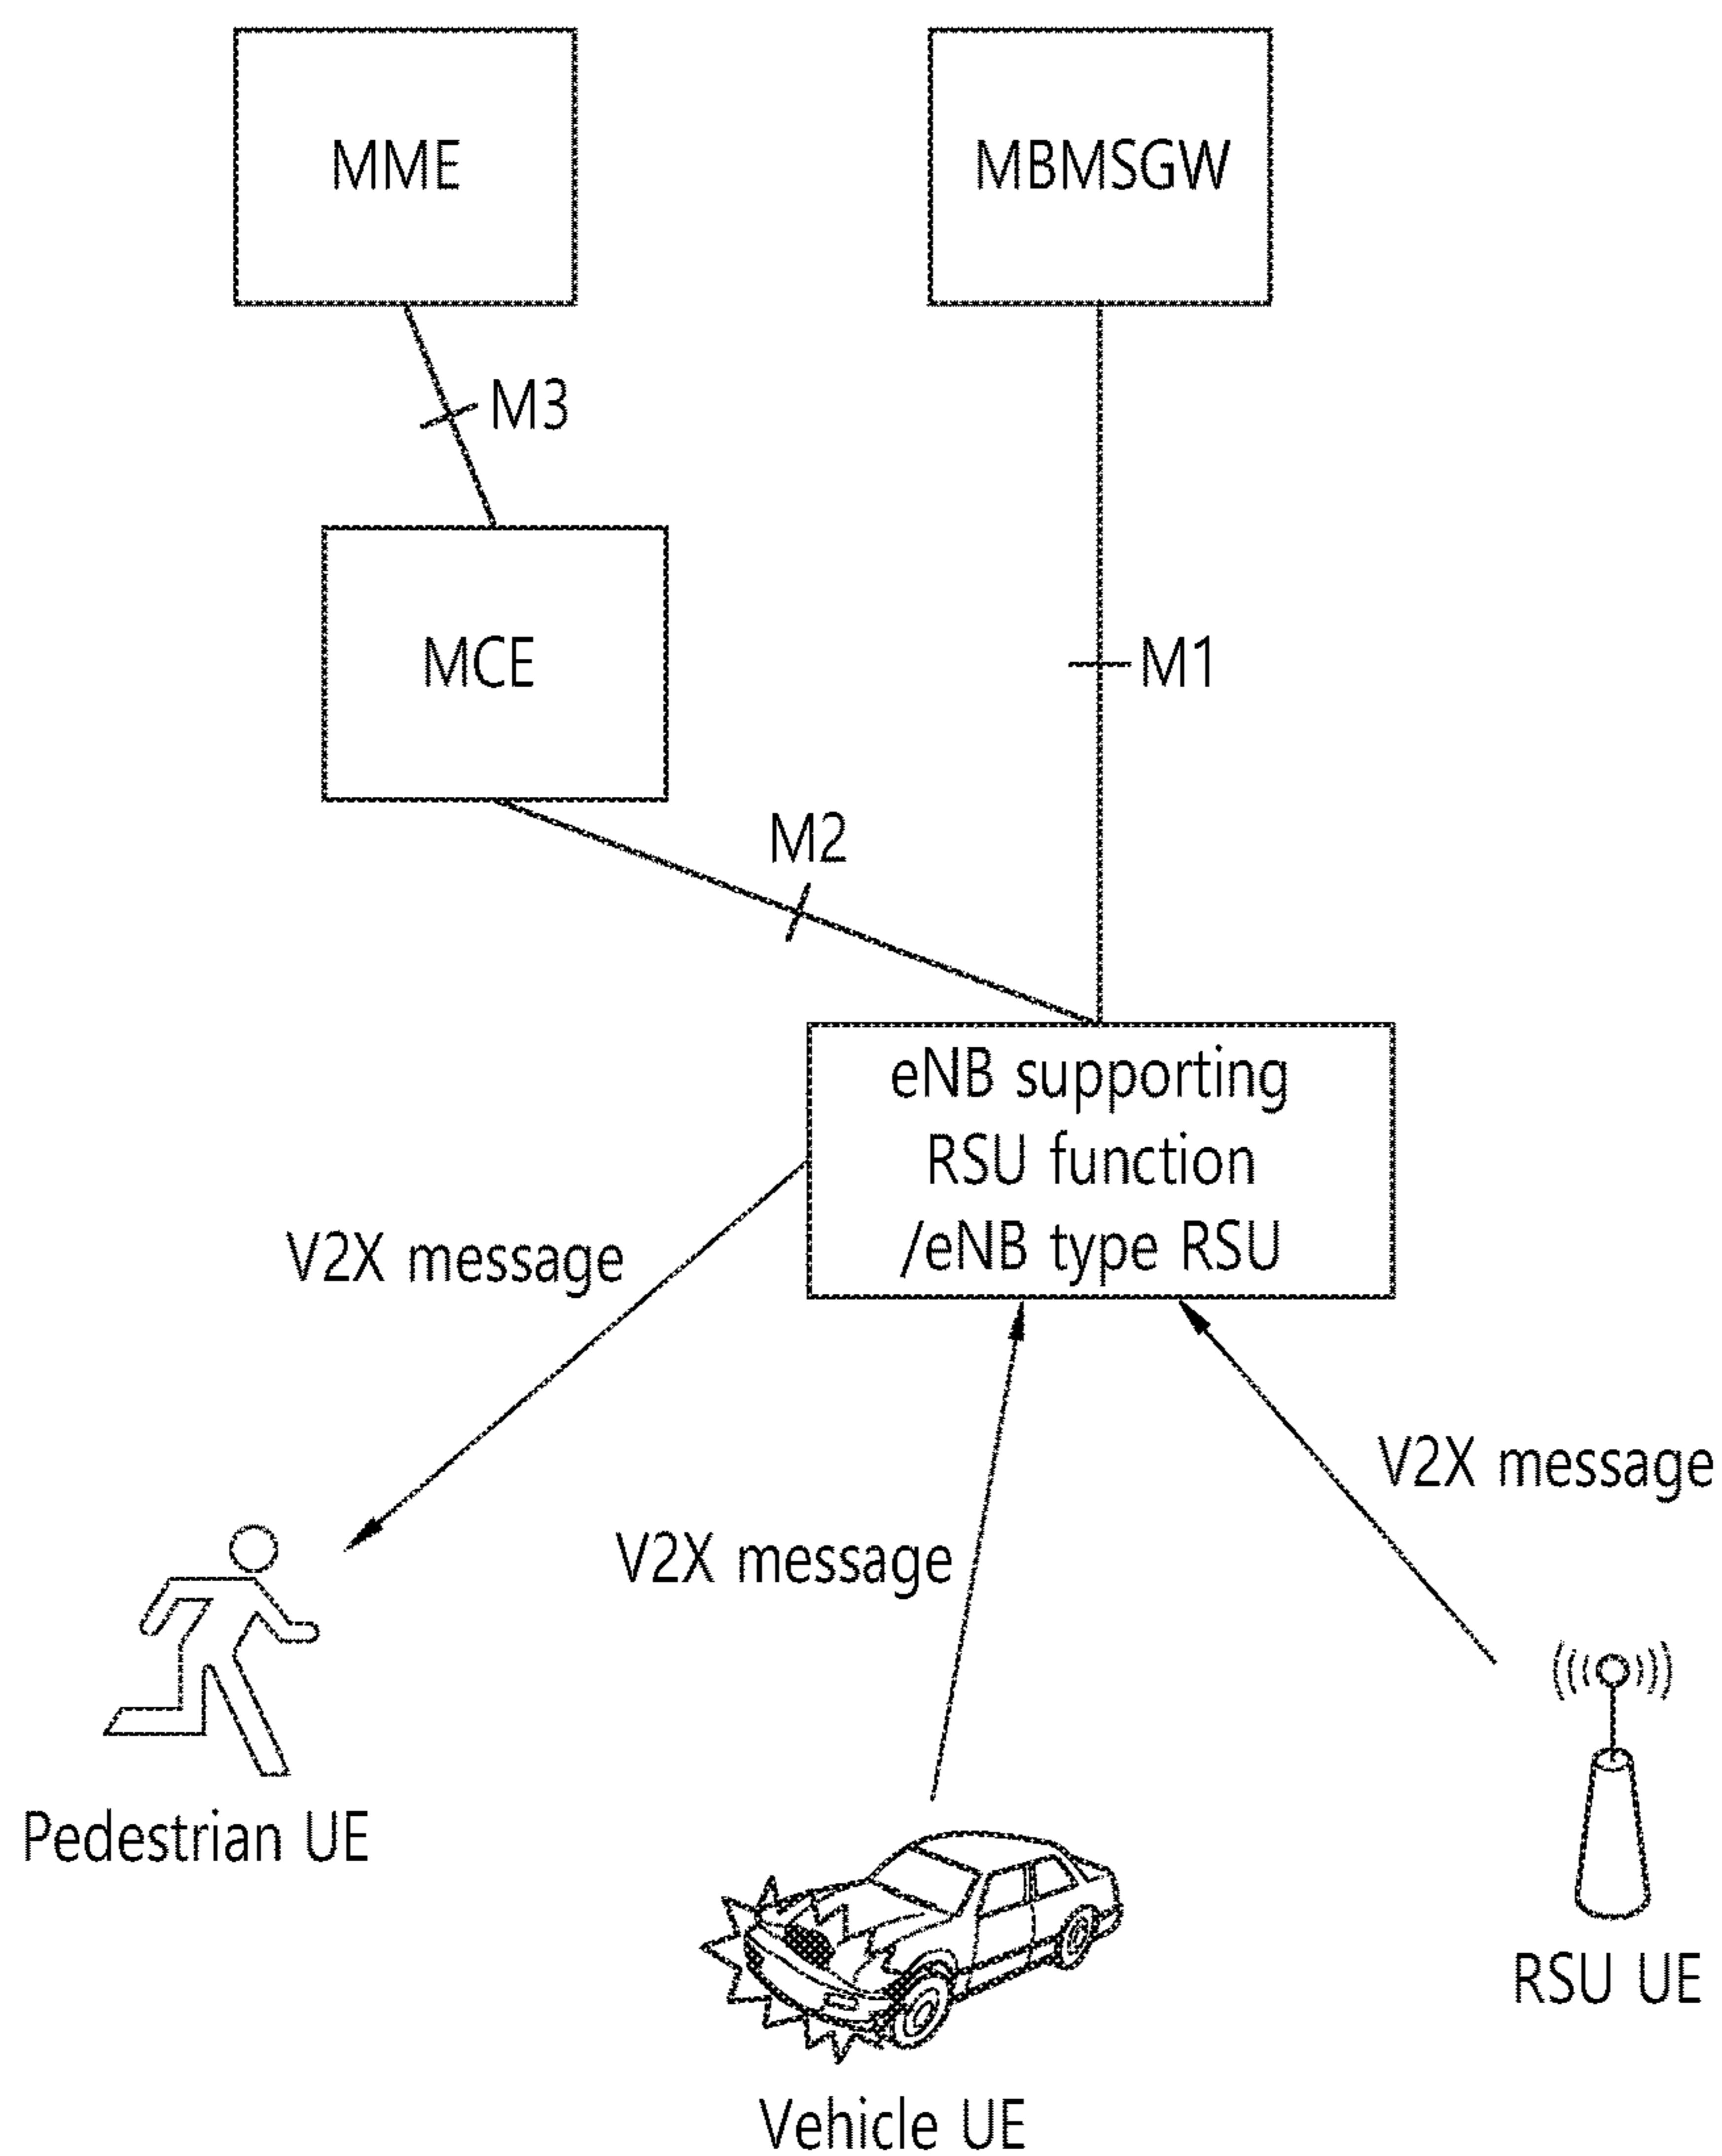 MME
MBMSGW
M3
MCE
M1
M2
eNB supporting
RSU function
/eNB type RSU
V2X message
V2X message
V2X message
Pedestrian UE
RSU UE
Vehicle UE